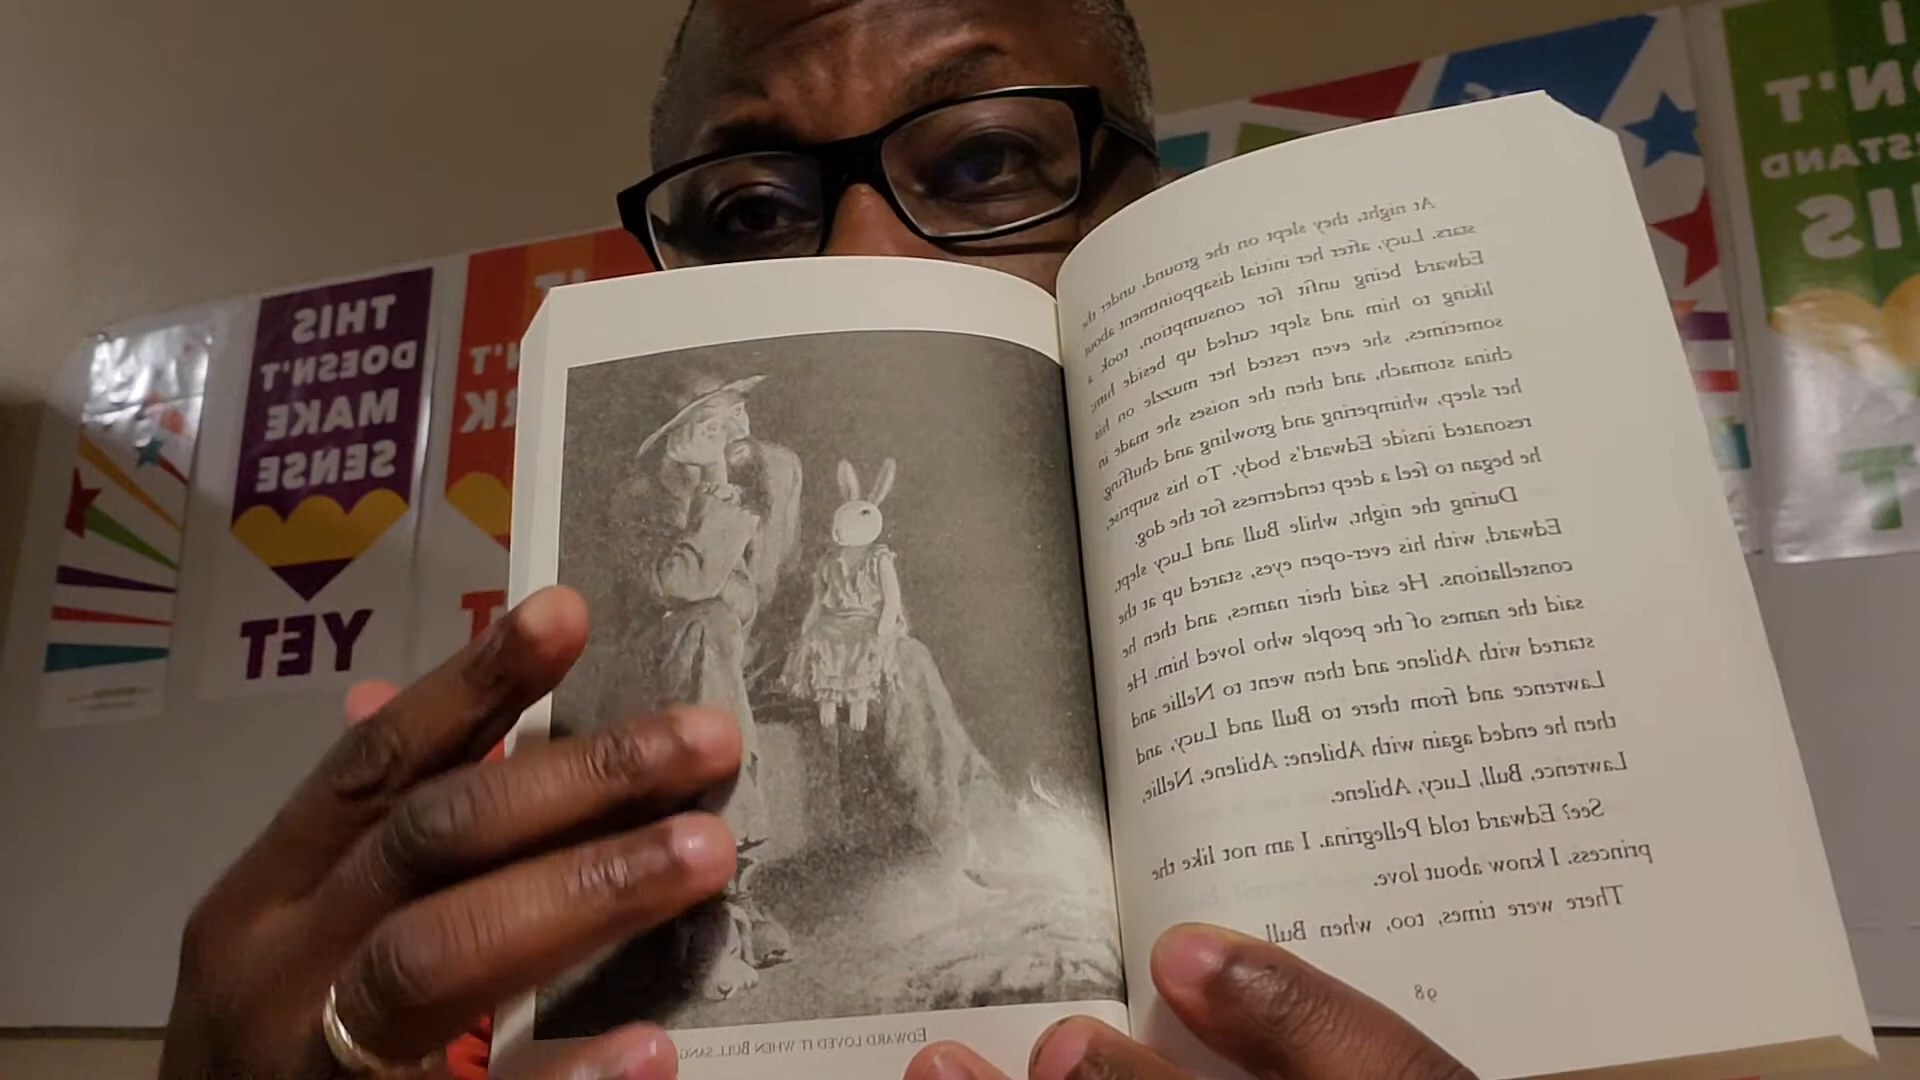 At night, they slept on the ground, under the
stars. Lucy, after her initial disappointment about
Edward being unfit for consumption, took a
liking to him and slept curled up beside him;
sometimes, she even rested her muzzle on his
china stomach, and then the noises she made in
her sleep, whimpering and growling and chuffing,
resonated inside Edward's body. To his surprise,
he began to feel a deep tenderness for the dog.
During the night, while Bull and Lucy slept,
Edward, with his ever-open eyes, stared up at the
constellations. He said their names, and then he
said the names of the people who loved him. He
started with Abilene and then went to Nellie and
Lawrence and from there to Bull and Lucy, and
then he ended again with Abilene: Abilene, Nellie,
Lawrence, Bull, Lucy, Abilene.
See? Edward told Pellegrina. I am not like the
princess. I know about love.
There were times, too, when Bull
98
EDWARD LOVED IT WHEN BULL SANG
THIS
DOESN'T
MAKE
SENSE
YET
I
THIS